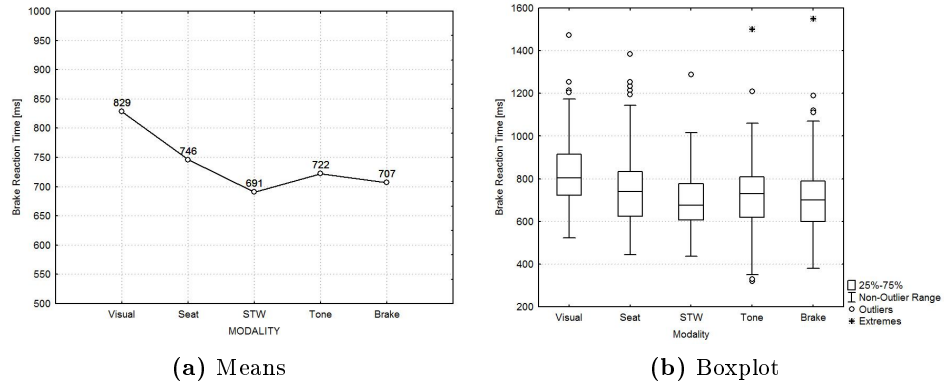 1000
950
900
850
800
750
700
650
600
550
500
Brake Reaction Time [ms]
829
746
691
722
707
Visual Seat STW Tone Brake
MODALITY
(a) Means
1600
1400
1200
1000
800
600
400
200
Brake Reaction Time [ms]
Visual Seat STW Tone Brake
Modality
25%-75%
Non-Outlier Range
Outliers
Extremes
(b) Boxplot